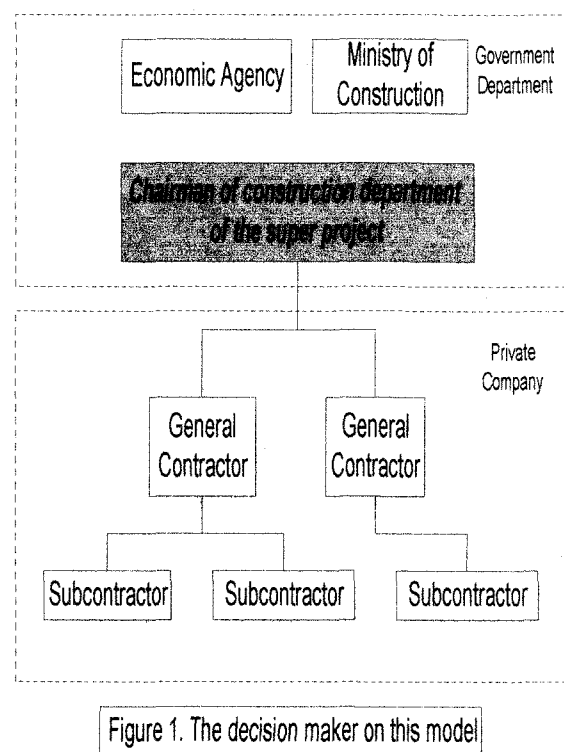 Economic Agency
Ministry of
Construction
Government
Department
Chairman of construction department
of the super project
Private
Company
General
Contractor
General
Contractor
Subcontractor
Subcontractor
Subcontractor
Figure 1. The decision maker on this model